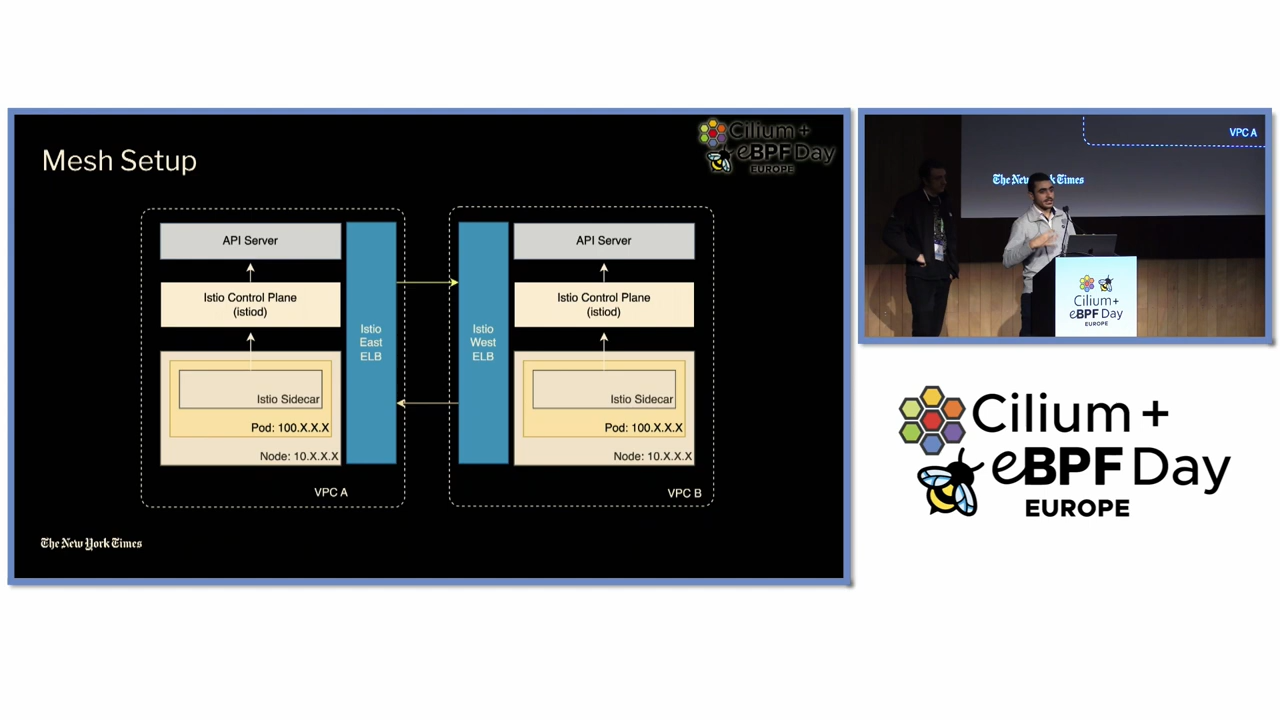 Mesh Setup
Cilium +
eBPF Day
EUROPE
API Server
Istio Control Plane
(istiod)
Istio Sidecar
Pod: 100.X.X.X
Node: 10.X.X.X
Istio
East
ELB
VPC A
Istio
West
ELB
API Server
Istio Control Plane
(istiod)
Istio Sidecar
Pod: 100.X.X.X
Node: 10.X.X.X
VPC B
The New York Times
VPC A
The New York Times
Cilium+
eBPF Day
EUROPE
Cilium +
eBPF Day
EUROPE